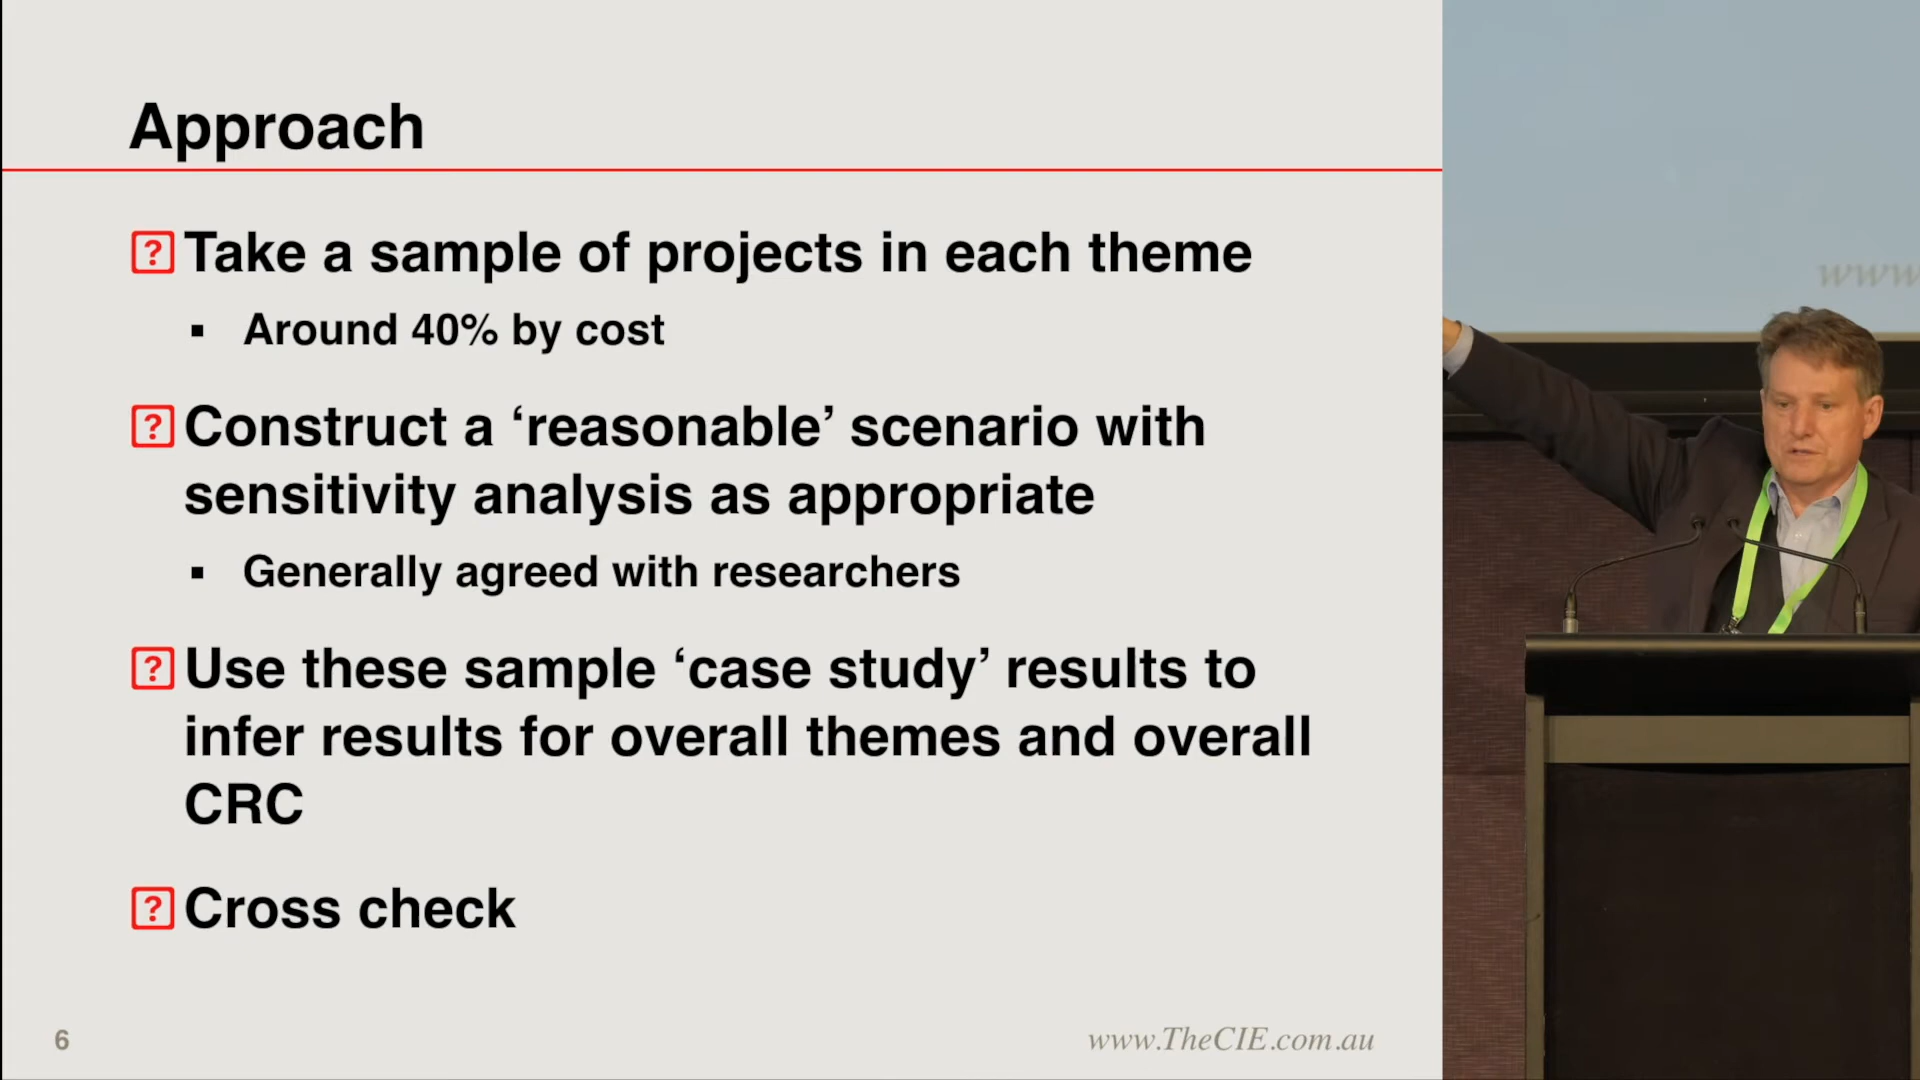 Approach
? Take a sample of projects in each theme
▪ Around 40% by cost
? Construct a ‘reasonable’ scenario with
sensitivity analysis as appropriate
▪ Generally agreed with researchers
? Use these sample ‘case study’ results to
infer results for overall themes and overall
CRC
? Cross check
6
www.TheCIE.com.au
www